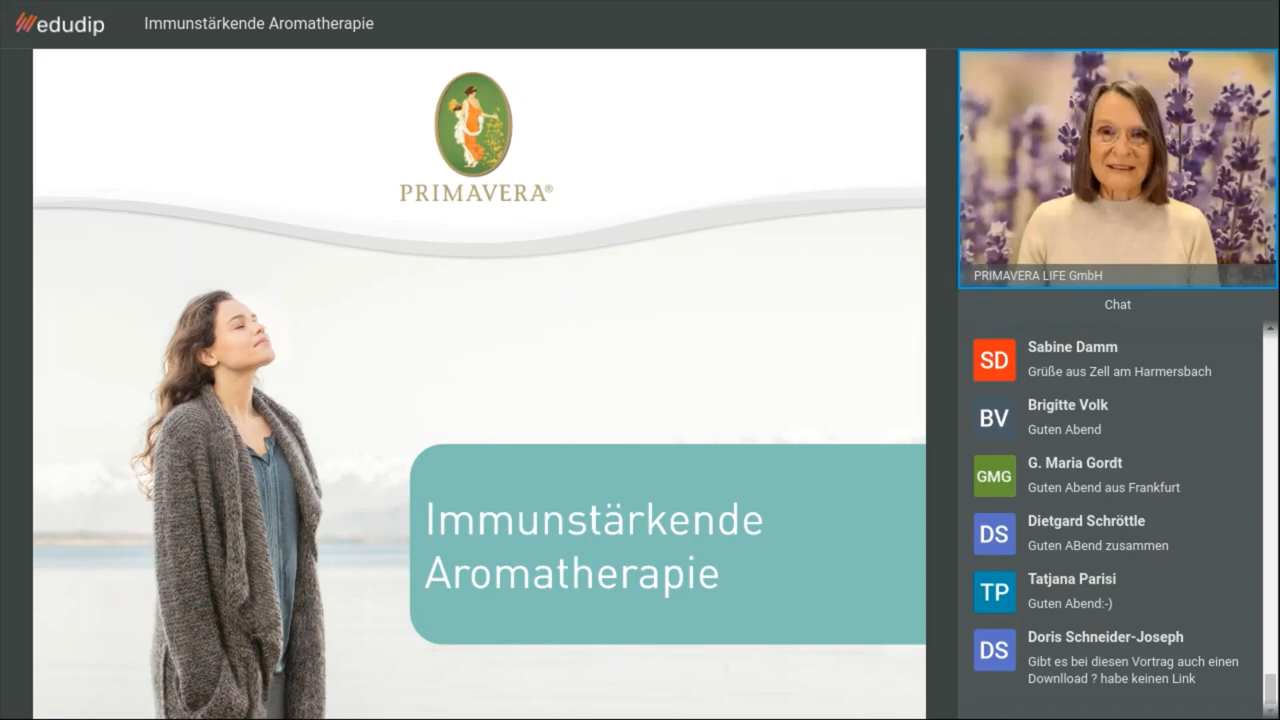 edudip
Immunstärkende Aromatherapie
PRIMAVERA®
Immunstärkende
Aromatherapie
PRIMAVERA LIFE GmbH
Chat
SD
Sabine Damm
Grüße aus Zell am Harmersbach
BV
Brigitte Volk
Guten Abend
GMG
G. Maria Gordt
Guten Abend aus Frankfurt
DS
Dietgard Schröttle
Guten ABend zusammen
TP
Tatjana Parisi
Guten Abend:-)
DS
Doris Schneider-Joseph
Gibt es bei diesen Vortrag auch einen
Downlload ? habe keinen Link